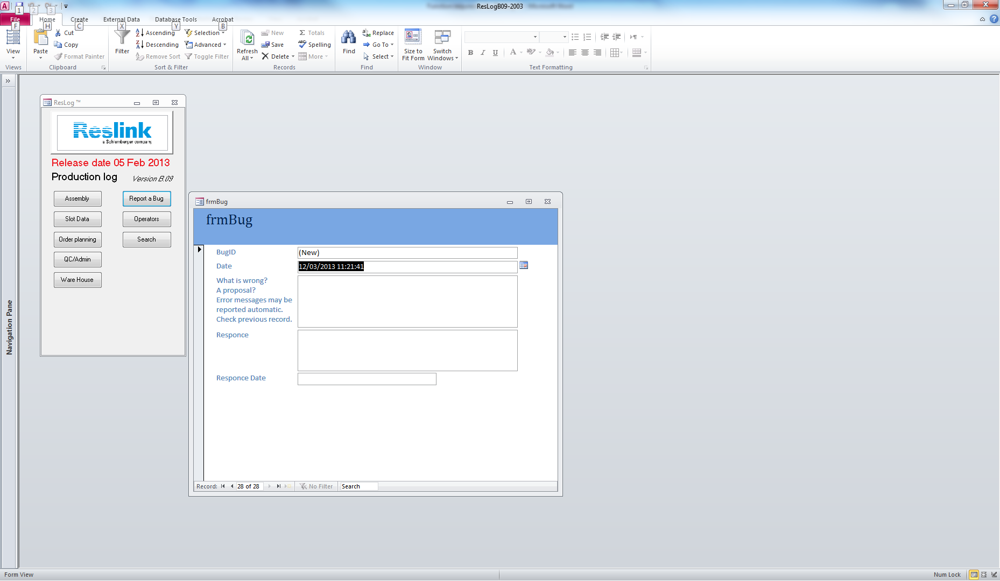 ResLogB09-2003
1 2 3
File Home Create External Data Database Tools Acrobat
F H C X Y B
View
Views
Paste
Cut
Copy
Format Painter
Clipboard
Filter
Ascending
Descending
Remove Sort
Selection
Advanced
Toggle Filter
Sort & Filter
Refresh
All
New
Save
Delete
Totals
Spelling
More
Records
Find
Replace
Go To
Select
Find
Size to
Fit Form
Switch
Windows
Window
B I U A
Text Formatting
Navigation Pane
ResLog ™
Reslink
a Schlumberger company
Release date 05 Feb 2013
Production log Version B.09
Assembly Report a Bug
Slot Data Operators
Order planning Search
QC/Admin
Ware House
frmBug
frmBug
BugID (New)
Date 12/03/2013 11:21:41
What is wrong?
A proposal?
Error messages may be
reported automatic.
Check previous record.
Responce
Responce Date
Record: 28 of 28 No Filter Search
Form View Num Lock